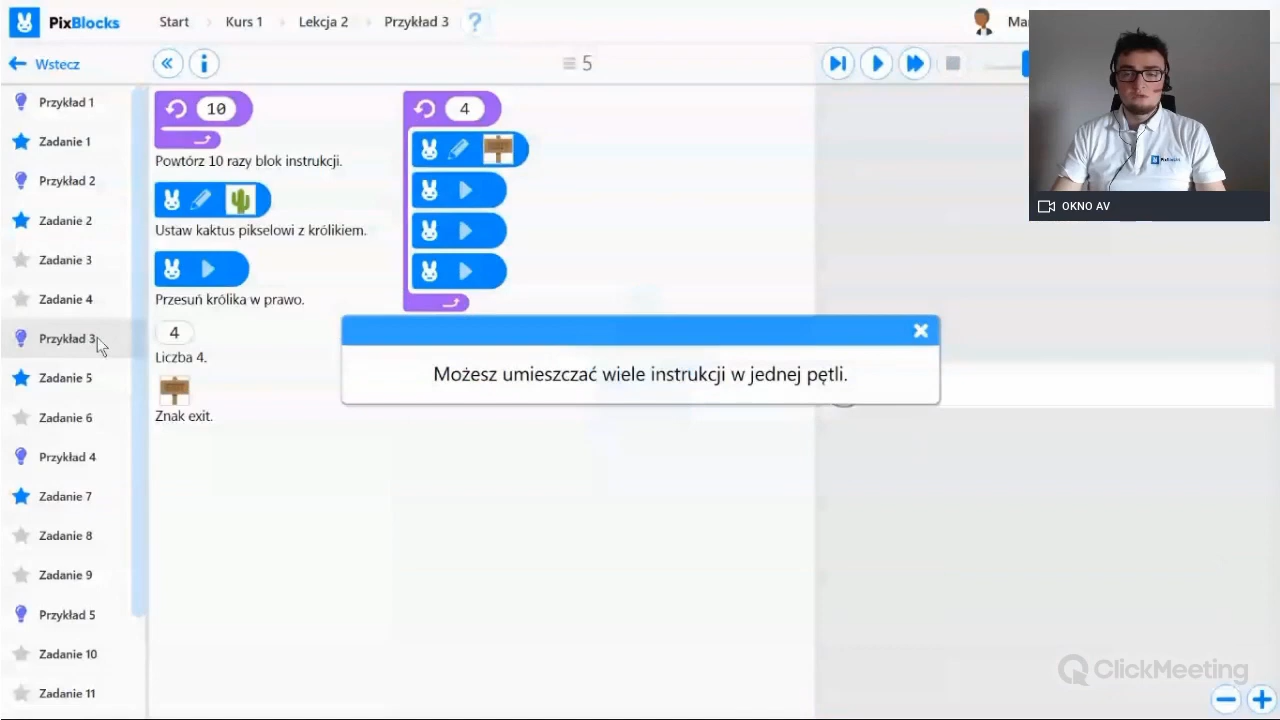 PixBlocks
Start
Kurs 1
Lekcja 2
Przykład 3
?
Mar
Wstecz
5
Przykład 1
Zadanie 1
Przykład 2
Zadanie 2
Zadanie 3
Zadanie 4
Przykład 3
Zadanie 5
Zadanie 6
Przykład 4
Zadanie 7
Zadanie 8
Zadanie 9
Przykład 5
Zadanie 10
Zadanie 11
10
Powtórz 10 razy blok instrukcji.
Ustaw kaktus pikselowi z królikiem.
Przesuń królika w prawo.
4
Liczba 4.
Znak exit.
4
Możesz umieszczać wiele instrukcji w jednej pętli.
PixBlocks
OKNO AV
ClickMeeting